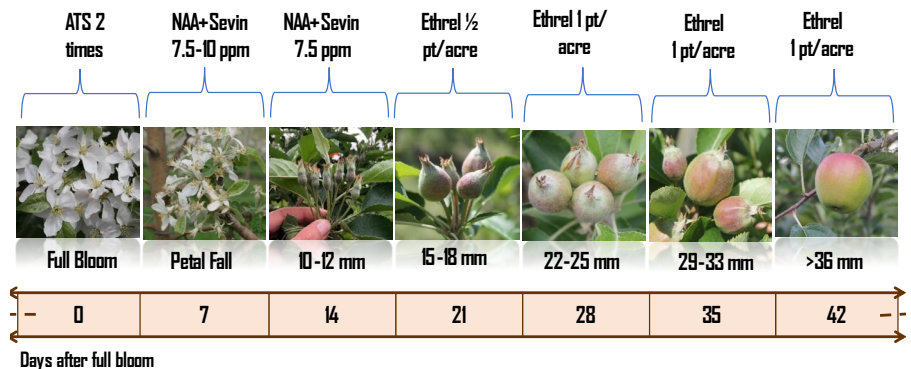 ATS 2
times
NAA+Sevin
7.5-10 ppm
NAA+Sevin
7.5 ppm
Ethrel ½
pt/acre
Ethrel 1 pt/
acre
Ethrel
1 pt/acre
Ethrel
1 pt/acre
Full Bloom
Petal Fall
10-12 mm
15-18 mm
22-25 mm
29-33 mm
>36 mm
0
7
14
21
28
35
42
Days after full bloom